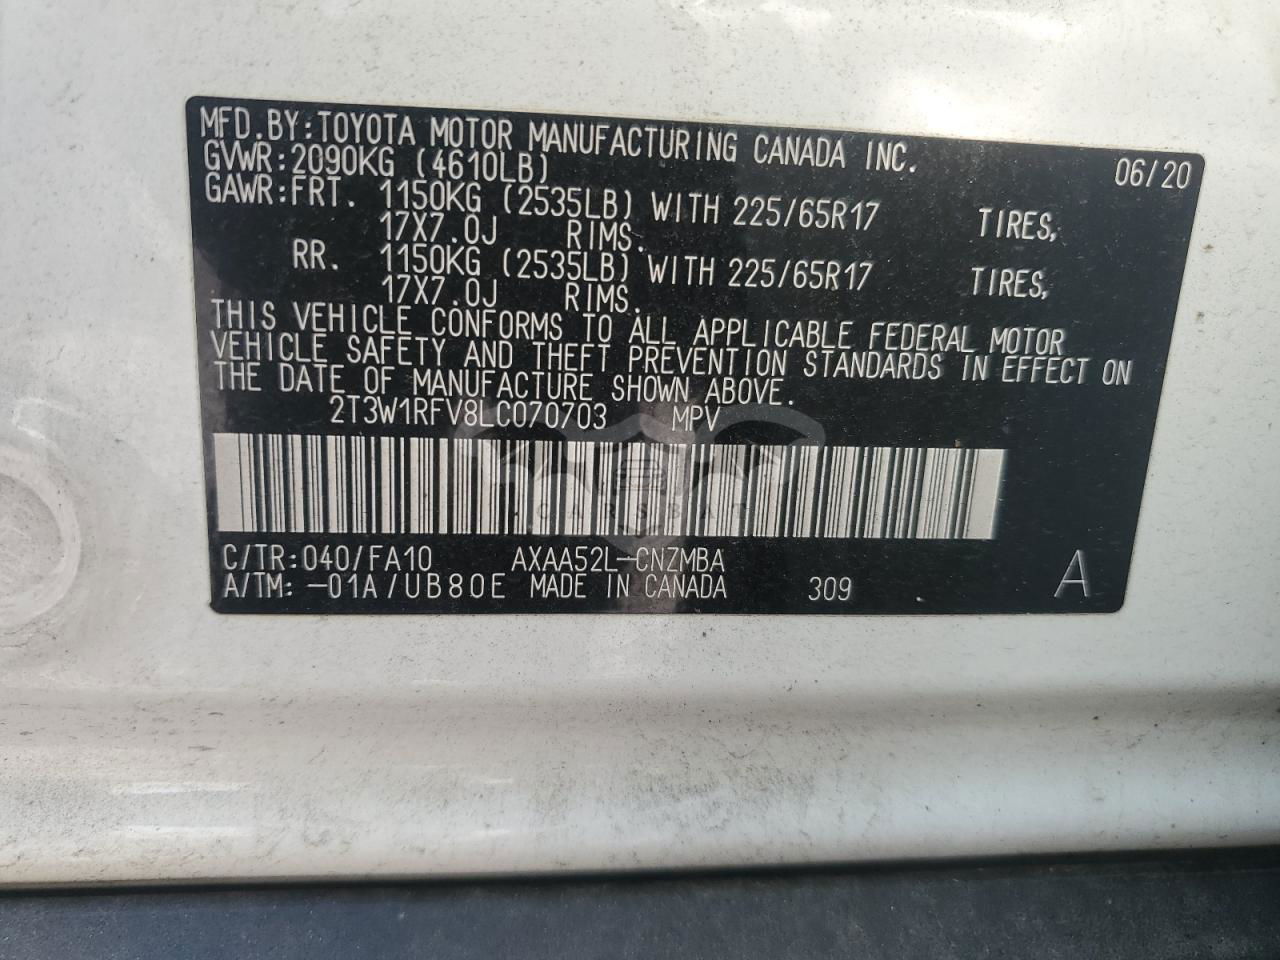 MFD.BY:TOYOTA MOTOR MANUFACTURING CANADA INC. 06/20
GVWR:2090KG (4610LB)
GAWR:FRT. 1150KG (2535LB) WITH 225/65R17 TIRES,
17X7.0J RIMS.
RR. 1150KG (2535LB) WITH 225/65R17 TIRES,
17X7.0J RIMS.
THIS VEHICLE CONFORMS TO ALL APPLICABLE FEDERAL MOTOR
VEHICLE SAFETY AND THEFT PREVENTION STANDARDS IN EFFECT ON
THE DATE OF MANUFACTURE SHOWN ABOVE.
2T3W1RFV8LC070703 MPV
CARSBAT
C/TR:040/FA10 AXAA52L-CNZMBA
A/TM:-01A/UB80E MADE IN CANADA 309 A